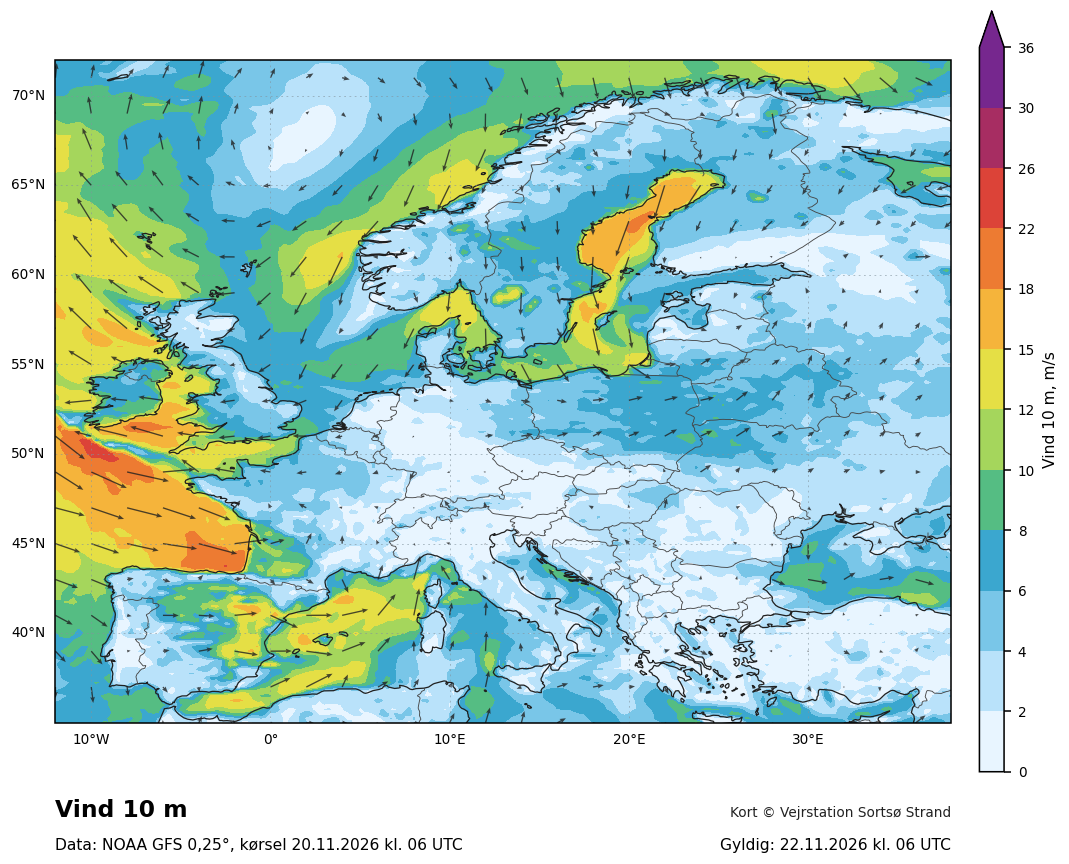 70°N
65°N
60°N
55°N
50°N
45°N
40°N
10°W
0°
10°E
20°E
30°E
36
30
26
22
18
15
12
10
8
6
4
2
0
Vind 10 m, m/s
Vind 10 m
Kort © Vejrstation Sortsø Strand
Data: NOAA GFS 0,25°, kørsel 20.11.2026 kl. 06 UTC
Gyldig: 22.11.2026 kl. 06 UTC